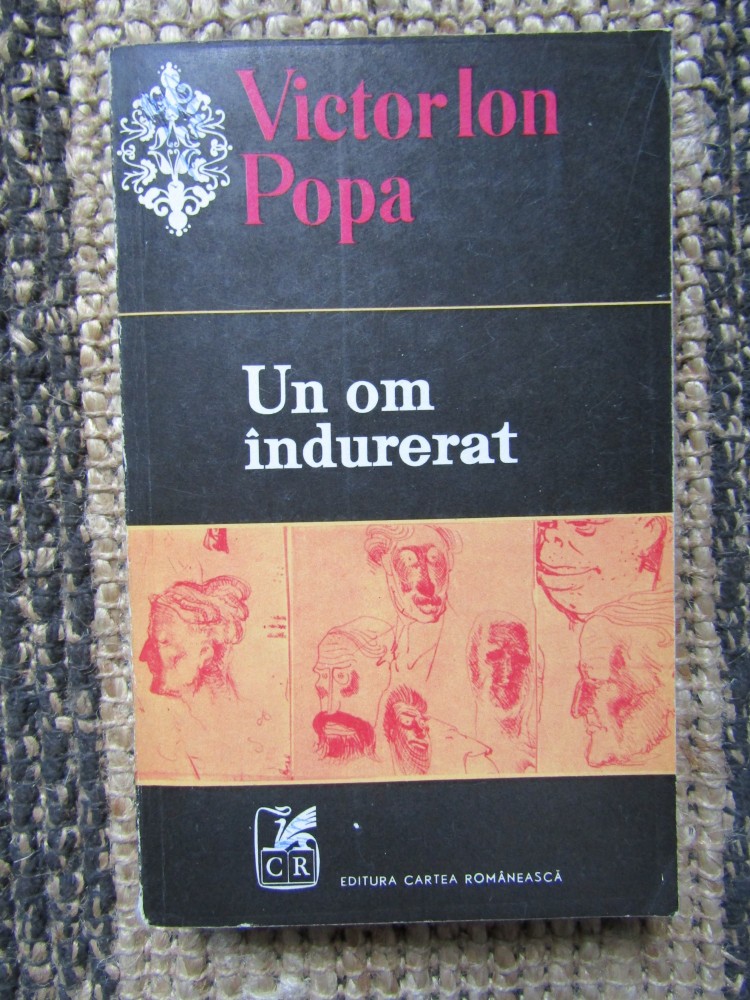 Victor Ion
Popa
Un om
îndurerat
CR
EDITURA CARTEA ROMÂNEASCĂ